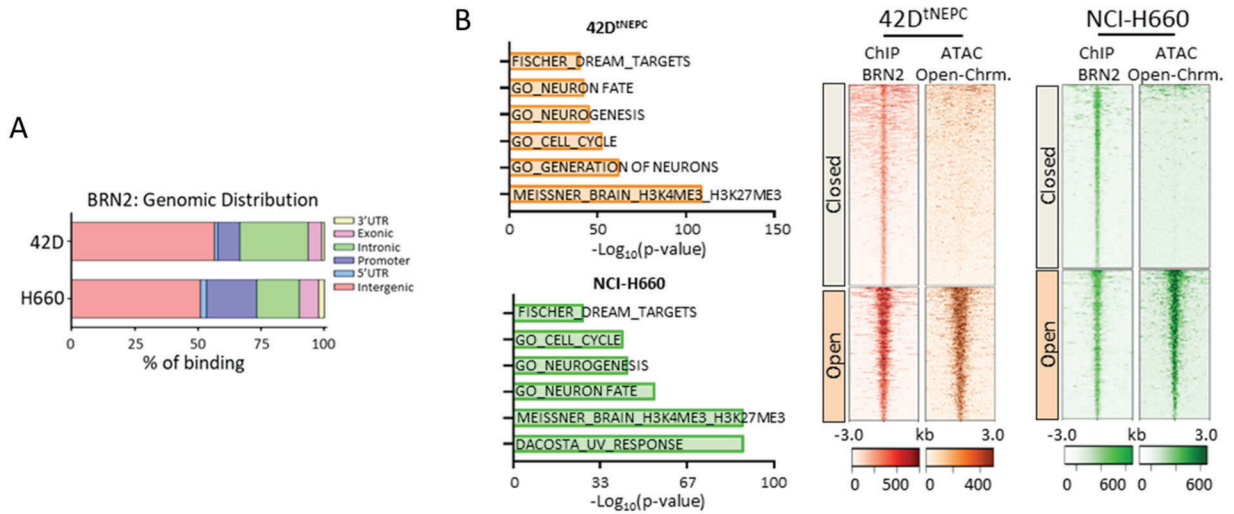 A
BRN2: Genomic Distribution
42D
H660
0 25 50 75 100
% of binding
3'UTR
Exonic
Intronic
Promoter
5'UTR
Intergenic
B
42DtNEPC
FISCHER_DREAM_TARGETS
GO_NEURON FATE
GO_NEUROGENESIS
GO_CELL_CYCLE
GO_GENERATION OF NEURONS
MEISSNER_BRAIN_H3K4ME3_H3K27ME3
0 50 100 150
-Log10(p-value)
NCI-H660
FISCHER_DREAM_TARGETS
GO_CELL_CYCLE
GO_NEUROGENESIS
GO_NEURON FATE
MEISSNER_BRAIN_H3K4ME3_H3K27ME3
DACOSTA_UV_RESPONSE
0 33 67 100
-Log10(p-value)
42DtNEPC
ChIP ATAC
BRN2 Open-Chrm.
Closed
Open
-3.0 kb 3.0
0 500 0 400
NCI-H660
ChIP ATAC
BRN2 Open-Chrm.
Closed
Open
-3.0 kb 3.0
0 600 0 600